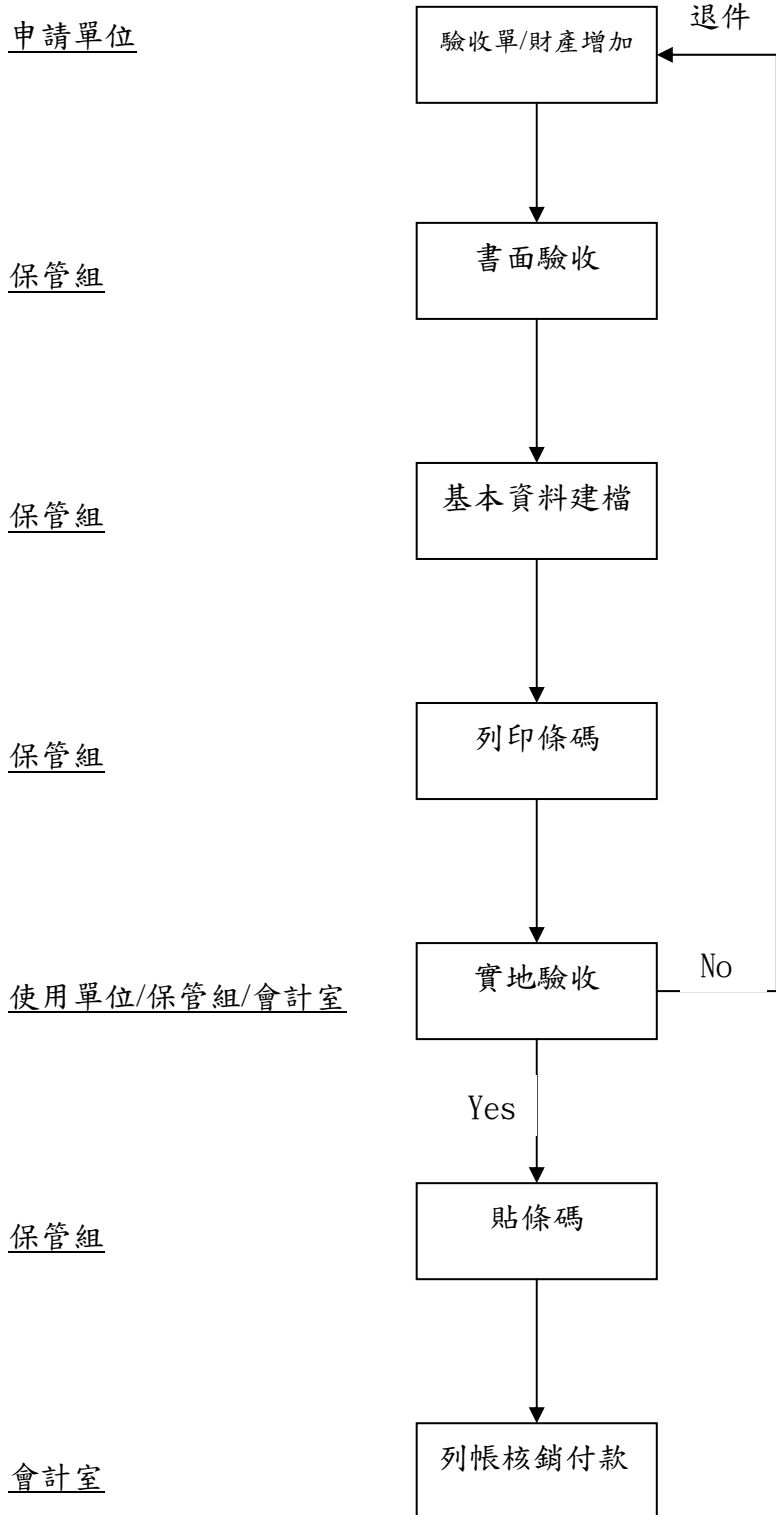 退件
申請單位
驗收單/財產增加
書面驗收
保管組
基本資料建檔
保管組
列印條碼
保管組
實地驗收
No
使用單位/保管組/會計室
Yes
貼條碼
保管組
列帳核銷付款
會計室